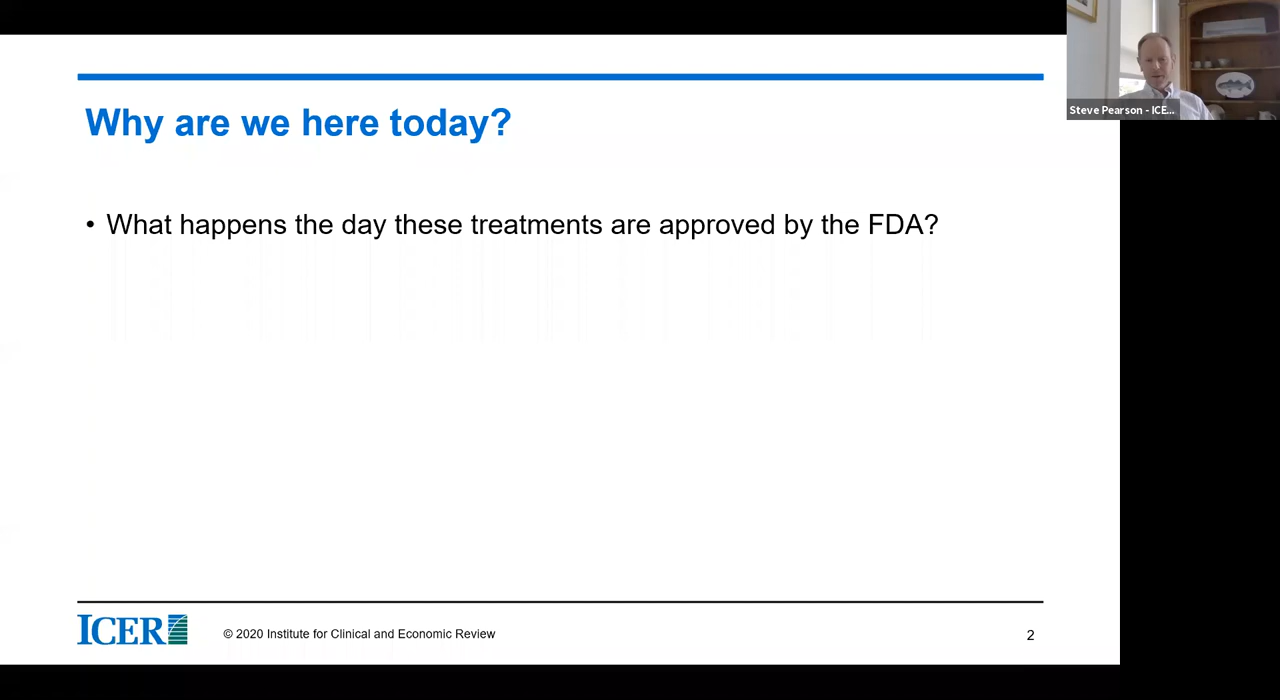 Steve Pearson - ICE...
Why are we here today?
• What happens the day these treatments are approved by the FDA?
ICER
© 2020 Institute for Clinical and Economic Review
2